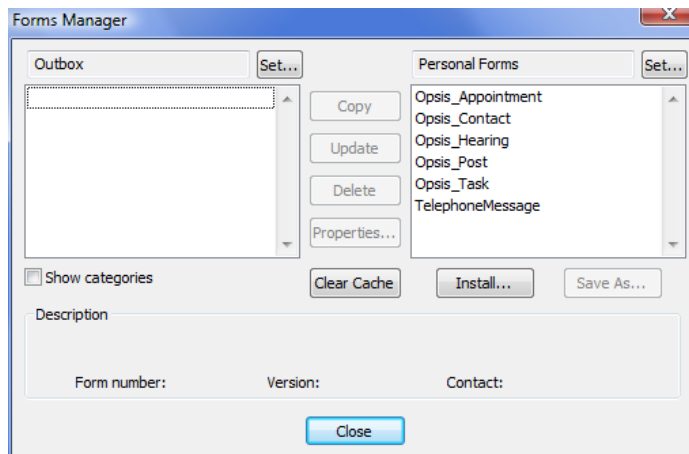 Forms Manager
Outbox
Set...
Personal Forms
Set...
Copy
Update
Delete
Properties...
Opsis_Appointment
Opsis_Contact
Opsis_Hearing
Opsis_Post
Opsis_Task
TelephoneMessage
Show categories
Clear Cache
Install...
Save As...
Description
Form number:
Version:
Contact:
Close